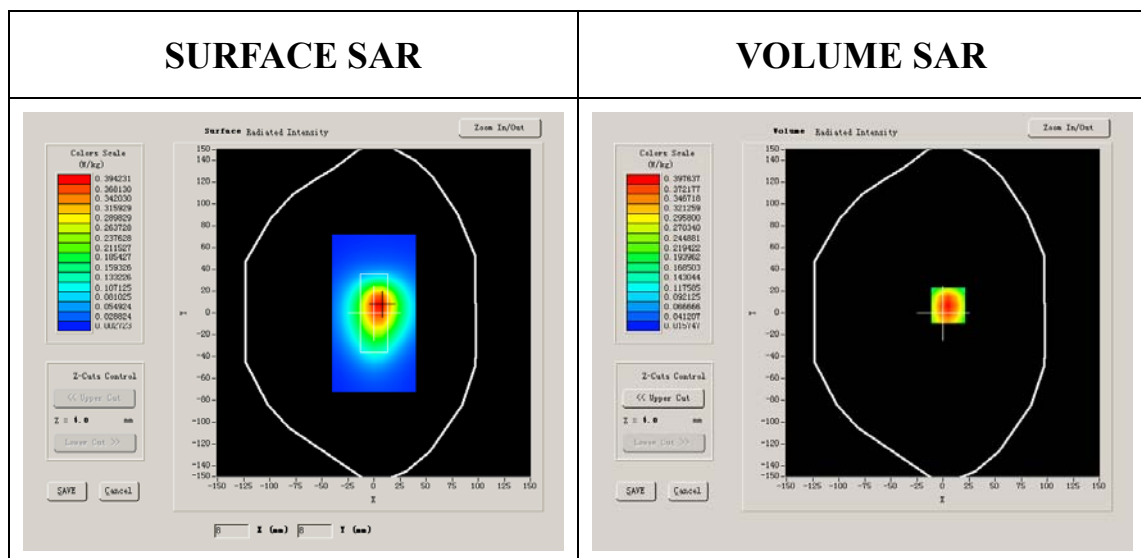 SURFACE SAR
VOLUME SAR
Surface Radiated Intensity
Zoom In/Out
Colors Scale
(W/kg)
0.394231
0.368130
0.342030
0.315929
0.289829
0.263728
0.237628
0.211527
0.185427
0.159326
0.133226
0.107125
0.081025
0.054924
0.028824
0.002723
150
140
120
100
80
60
40
20
0
-20
-40
-60
-80
-100
-120
-140
-150
Y
-150 -125 -100 -75 -50 -25 0 25 50 75 100 125 150
X
Z-Cuts Control
<< Upper Cut
Z = 4.0 mm
Lower Cut >>
SAVE Cancel
8 X (mm) 8 Y (mm)
Volume Radiated Intensity
Zoom In/Out
Colors Scale
(W/kg)
0.397637
0.372177
0.346718
0.321259
0.295800
0.270340
0.244881
0.219422
0.193962
0.168503
0.143044
0.117585
0.092125
0.066666
0.041207
0.015747
150
140
120
100
80
60
40
20
0
-20
-40
-60
-80
-100
-120
-140
-150
Y
-150 -125 -100 -75 -50 -25 0 25 50 75 100 125 150
X
Z-Cuts Control
<< Upper Cut
Z = 4.0 mm
Lower Cut >>
SAVE Cancel